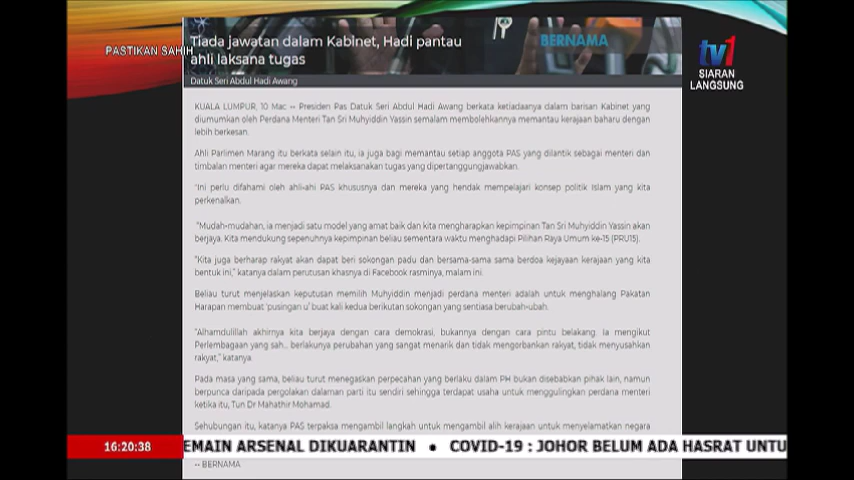 PASTIKAN SAHIH
Tiada jawatan dalam Kabinet, Hadi pantau
ahli laksana tugas
BERNAMA
Datuk Seri Abdul Hadi Awang
tv1
SIARAN
LANGSUNG
KUALA LUMPUR, 10 Mac -- Presiden Pas Datuk Seri Abdul Hadi Awang berkata ketiadaanya dalam barisan Kabinet yang
diumumkan oleh Perdana Menteri Tan Sri Muhyiddin Yassin semalam membolehkannya memantau kerajaan baharu dengan
lebih berkesan.
Ahli Parlimen Marang itu berkata selain itu, ia juga bagi memantau setiap anggota PAS yang dilantik sebagai menteri dan
timbalan menteri agar mereka dapat melaksanakan tugas yang dipertanggungjawabkan.
"Ini perlu difahami oleh ahli-ahi PAS khususnya dan mereka yang hendak mempelajari konsep politik Islam yang kita
perkenalkan.
"Mudah-mudahan, ia menjadi satu model yang amat baik dan kita mengharapkan kepimpinan Tan Sri Muhyiddin Yassin akan
berjaya. Kita mendukung sepenuhnya kepimpinan beliau sementara waktu menghadapi Pilihan Raya Umum ke-15 (PRU15).
"Kita juga berharap rakyat akan dapat beri sokongan padu dan bersama-sama sama berdoa kejayaan kerajaan yang kita
bentuk ini," katanya dalam perutusan khasnya di Facebook rasminya, malam ini.
Beliau turut menjelaskan keputusan memilih Muhyiddin menjadi perdana menteri adalah untuk menghalang Pakatan
Harapan membuat 'pusingan u' buat kali kedua berikutan sokongan yang sentiasa berubah-ubah.
"Alhamdulillah akhirnya kita berjaya dengan cara demokrasi, bukannya dengan cara pintu belakang. Ia mengikut
Perlembagaan yang sah... berlakunya perubahan yang sangat menarik dan tidak mengorbankan rakyat, tidak menyusahkan
rakyat," katanya.
Pada masa yang sama, beliau turut menegaskan perpecahan yang berlaku dalam PH bukan disebabkan pihak lain, namun
berpunca daripada pergolakan dalaman parti itu sendiri sehingga terdapat usaha untuk menggulingkan perdana menteri
ketika itu, Tun Dr Mahathir Mohamad.
Sehubungan itu, katanya PAS terpaksa mengambil langkah untuk mengambil alih kerajaan untuk menyelamatkan negara
16:20:38 EMAIN ARSENAL DIKUARANTIN • COVID-19 : JOHOR BELUM ADA HASRAT UNTU
-- BERNAMA